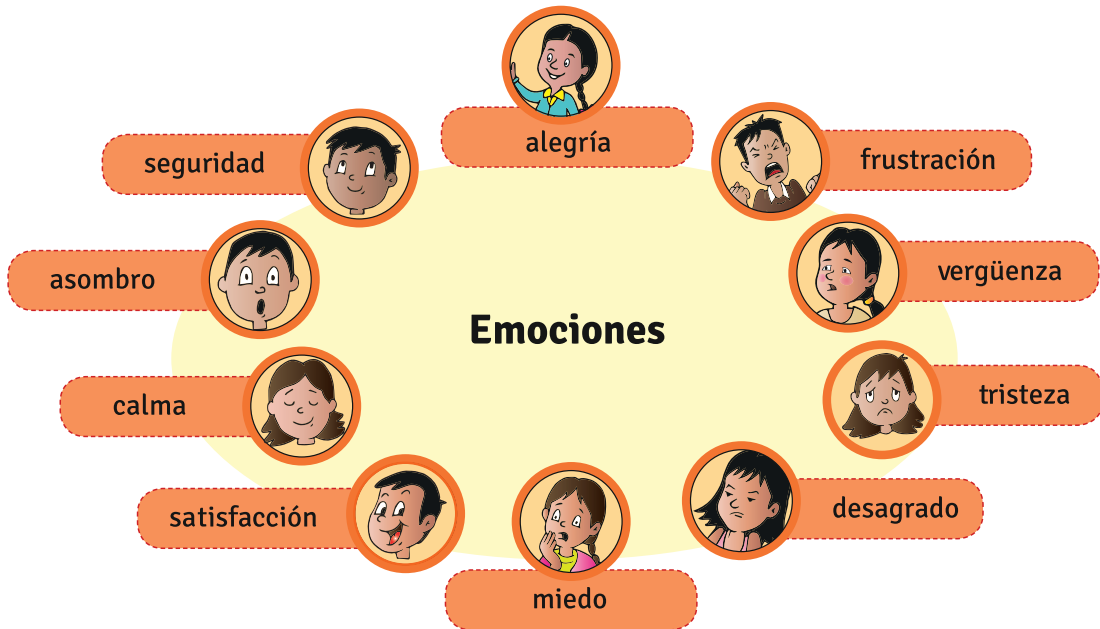 alegría
seguridad
frustración
asombro
vergüenza
Emociones
calma
tristeza
satisfacción
desagrado
miedo